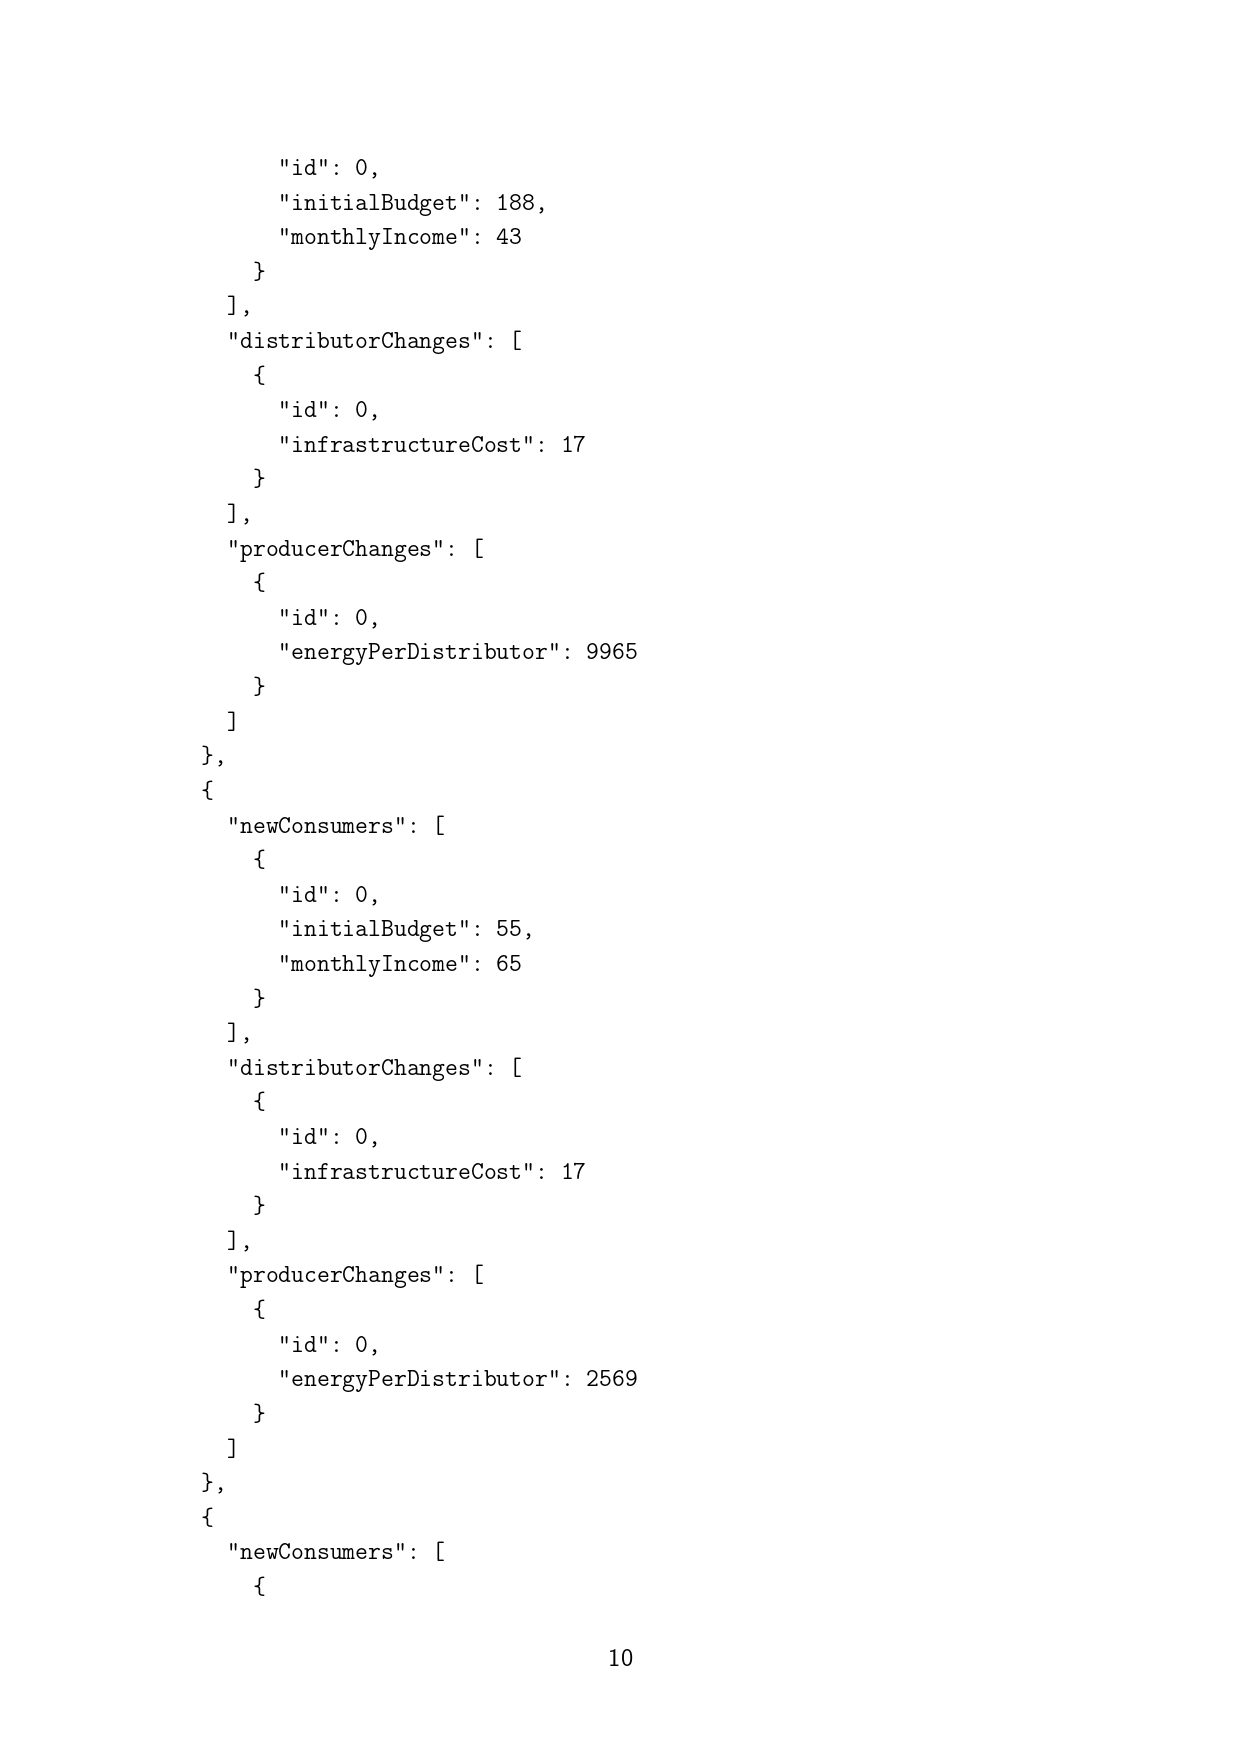 "id": 0,
"initialBudget": 188,
"monthlyIncome": 43
}
],
"distributorChanges": [
{
"id": 0,
"infrastructureCost": 17
}
],
"producerChanges": [
{
"id": 0,
"energyPerDistributor": 9965
}
]
},
{
"newConsumers": [
{
"id": 0,
"initialBudget": 55,
"monthlyIncome": 65
}
],
"distributorChanges": [
{
"id": 0,
"infrastructureCost": 17
}
],
"producerChanges": [
{
"id": 0,
"energyPerDistributor": 2569
}
]
},
{
"newConsumers": [
{
10